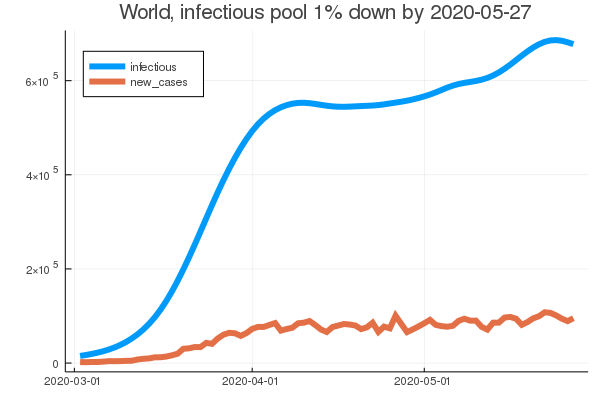 World, infectious pool 1% down by 2020-05-27
infectious
new_cases
6×10 5
4×10 5
2×10 5
0
2020-03-01
2020-04-01
2020-05-01